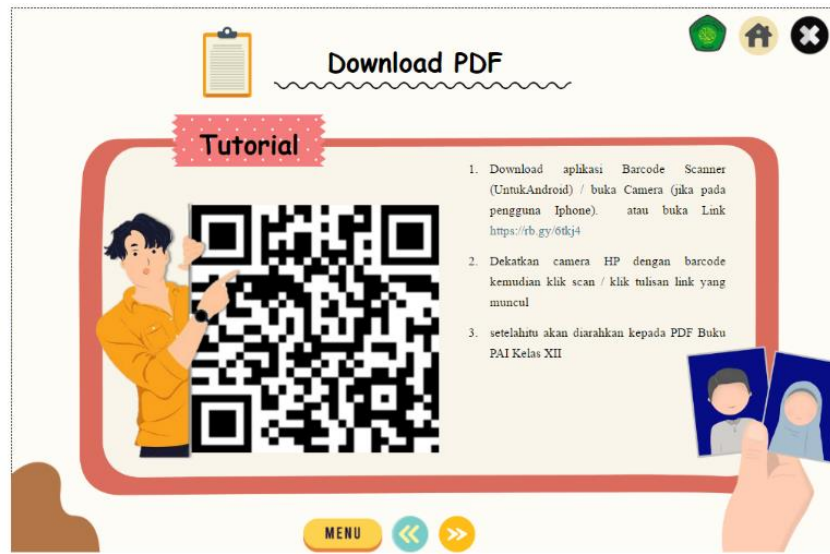 Download PDF
Tutorial
1. Download aplikasi Barcode Scanner
(UntukAndroid) / buka Camera (jika pada
pengguna Iphone). atau buka Link
https://rb.gy/6tkj4
2. Dekatkan camera HP dengan barcode
kemudian klik scan / klik tulisan link yang
muncul
3. setelahitu akan diarahkan kepada PDF Buku
PAI Kelas XII
MENU